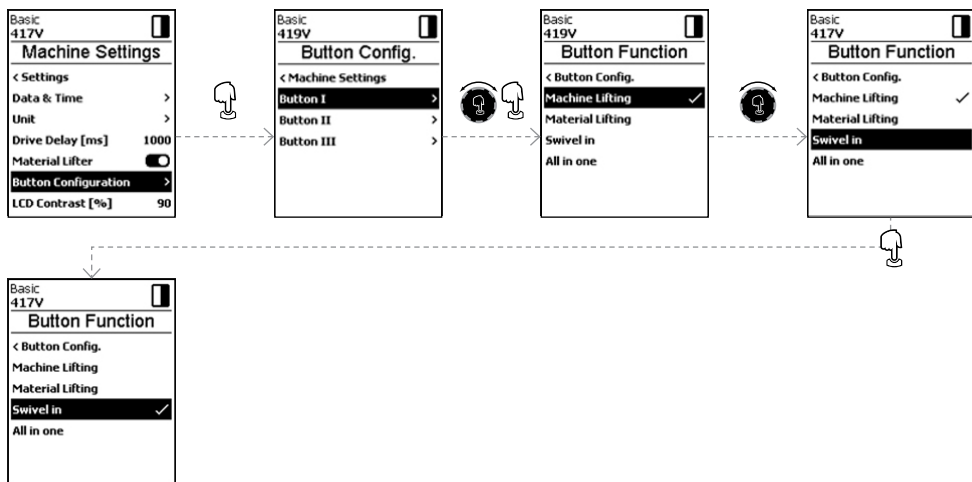 Basic
417V
Machine Settings
< Settings
Data & Time >
Unit >
Drive Delay [ms] 1000
Material Lifter
Button Configuration >
LCD Contrast [%] 90
Basic
419V
Button Config.
< Machine Settings
Button I >
Button II >
Button III >
Basic
419V
Button Function
< Button Config.
Machine Lifting ✓
Material Lifting
Swivel in
All in one
Basic
417V
Button Function
< Button Config.
Machine Lifting ✓
Material Lifting
Swivel in
All in one
Basic
417V
Button Function
< Button Config.
Machine Lifting
Material Lifting
Swivel in ✓
All in one